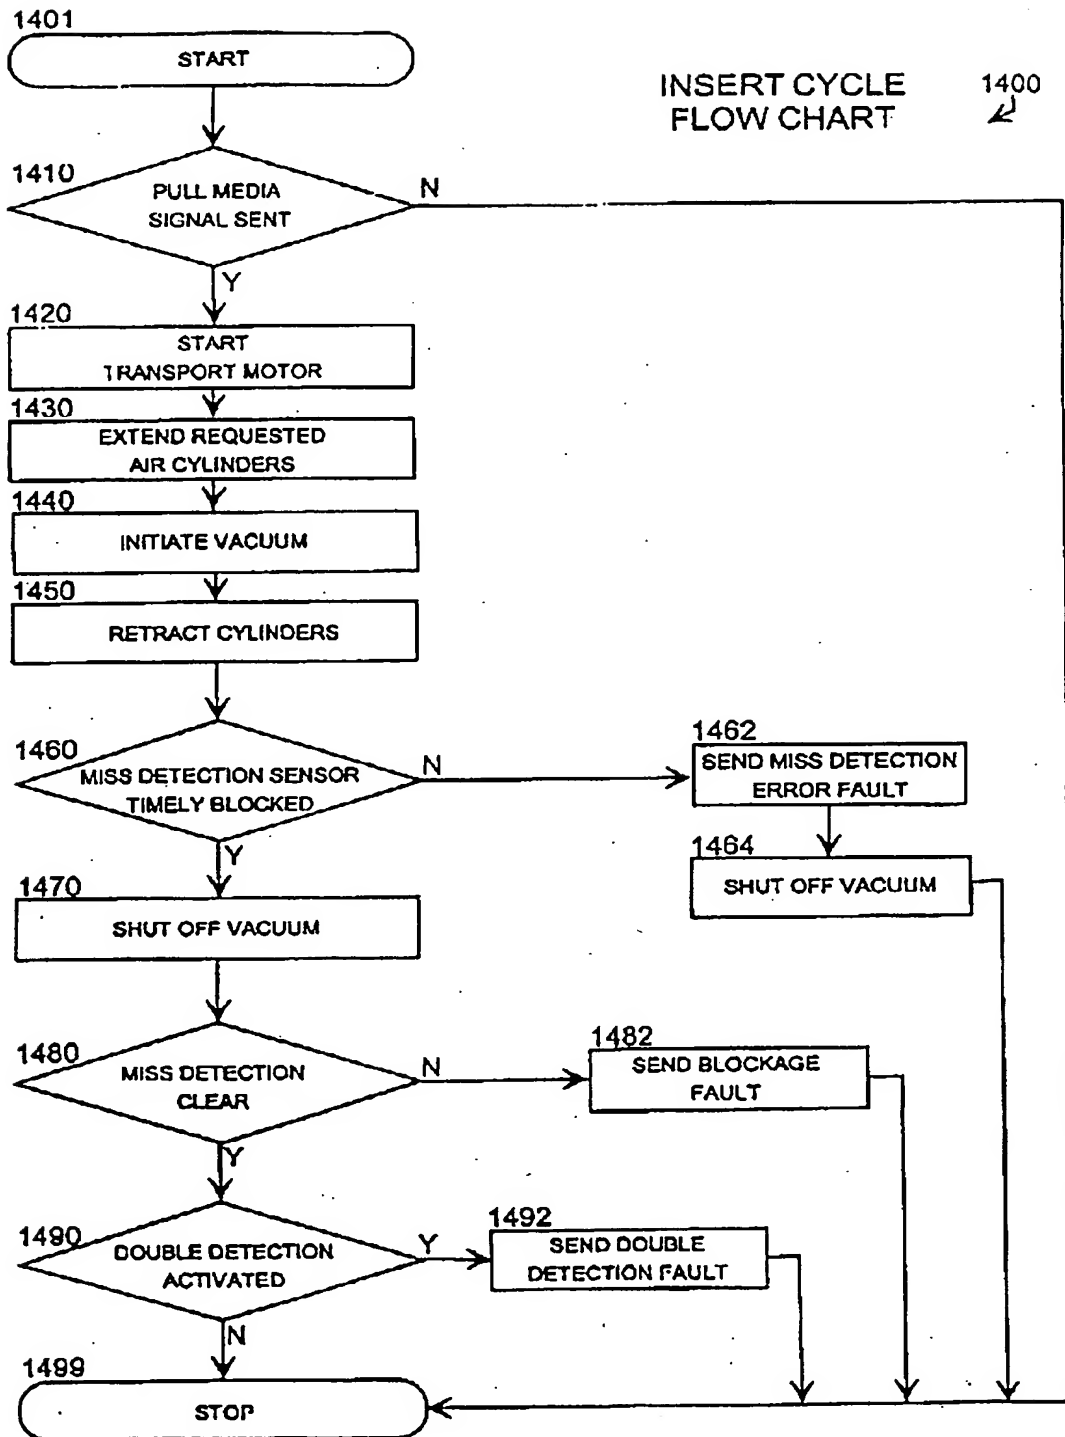 1401
START
INSERT CYCLE
FLOW CHART
1400
1410
PULL MEDIA
SIGNAL SENT
N
Y
1420
START
TRANSPORT MOTOR
1430
EXTEND REQUESTED
AIR CYLINDERS
1440
INITIATE VACUUM
1450
RETRACT CYLINDERS
1460
MISS DETECTION SENSOR
TIMELY BLOCKED
N
Y
1462
SEND MISS DETECTION
ERROR FAULT
1464
SHUT OFF VACUUM
1470
SHUT OFF VACUUM
1480
MISS DETECTION
CLEAR
N
Y
1482
SEND BLOCKAGE
FAULT
1490
DOUBLE DETECTION
ACTIVATED
Y
N
1492
SEND DOUBLE
DETECTION FAULT
1499
STOP